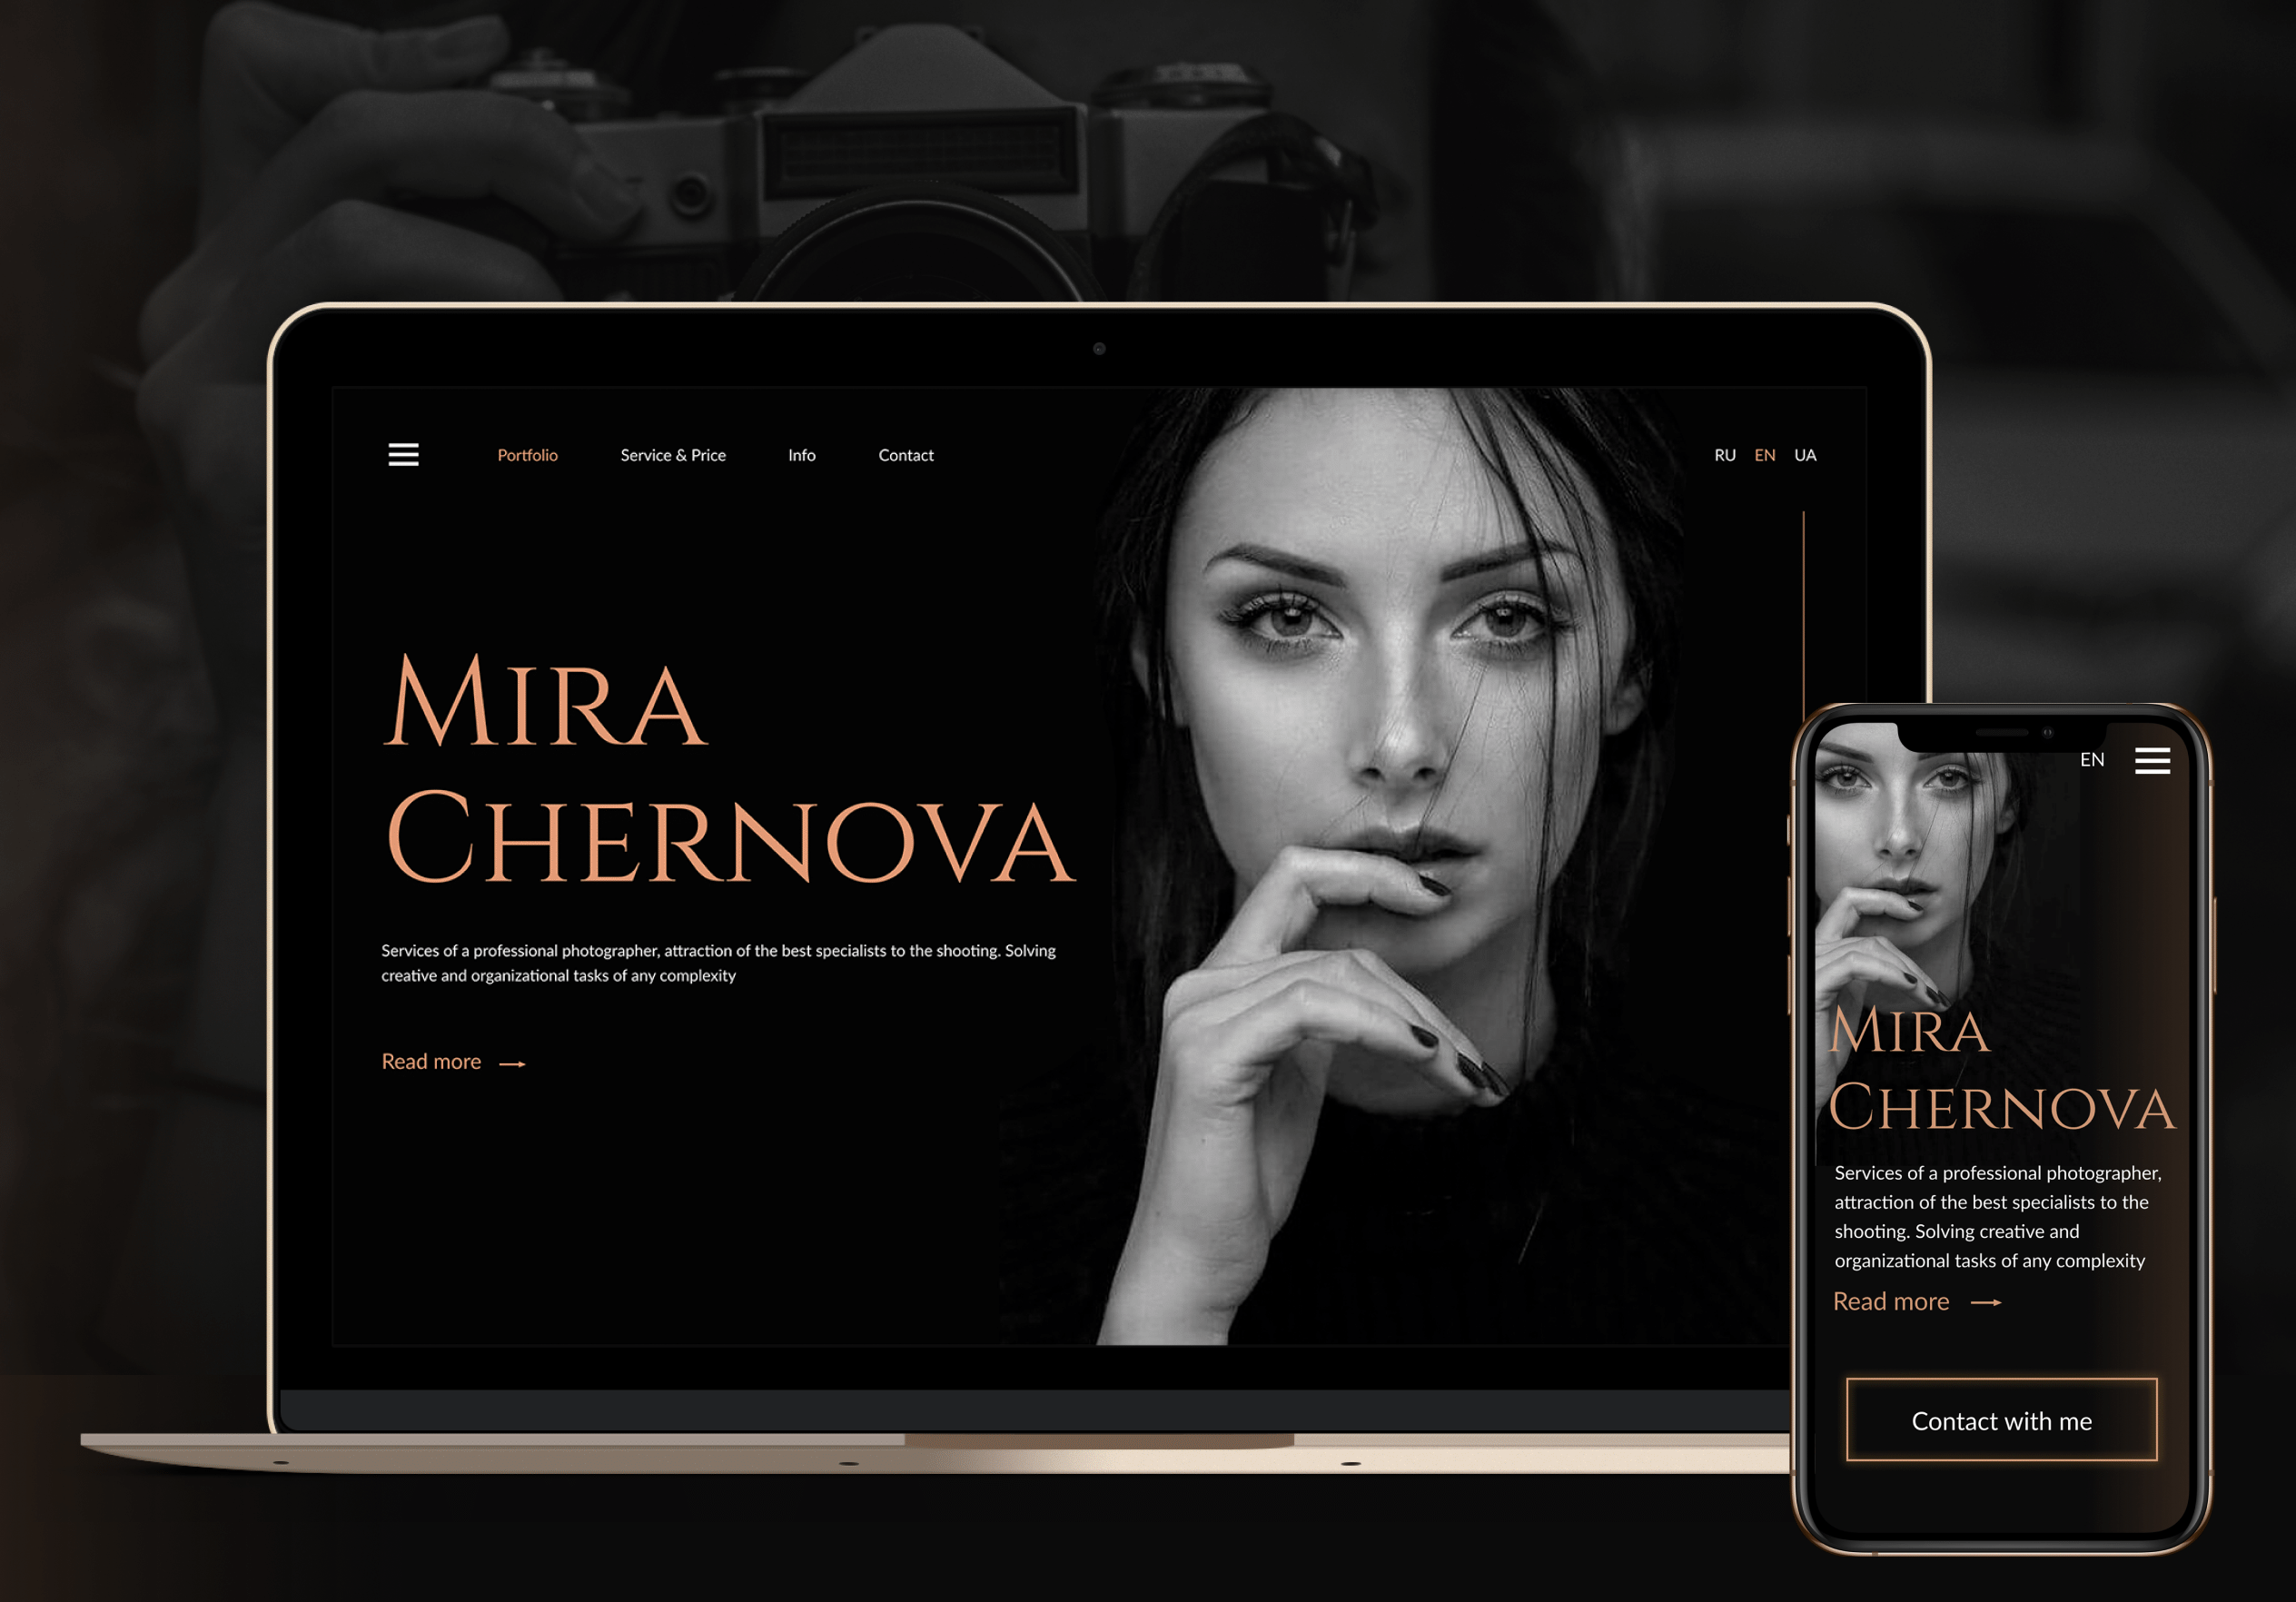 Portfolio Service & Price Info Contact
RU EN UA
MIRA
CHERNOVA
Services of a professional photographer, attraction of the best specialists to the shooting. Solving
creative and organizational tasks of any complexity
Read more
EN
MIRA
CHERNOVA
Services of a professional photographer,
attraction of the best specialists to the
shooting. Solving creative and
organizational tasks of any complexity
Read more
Contact with me